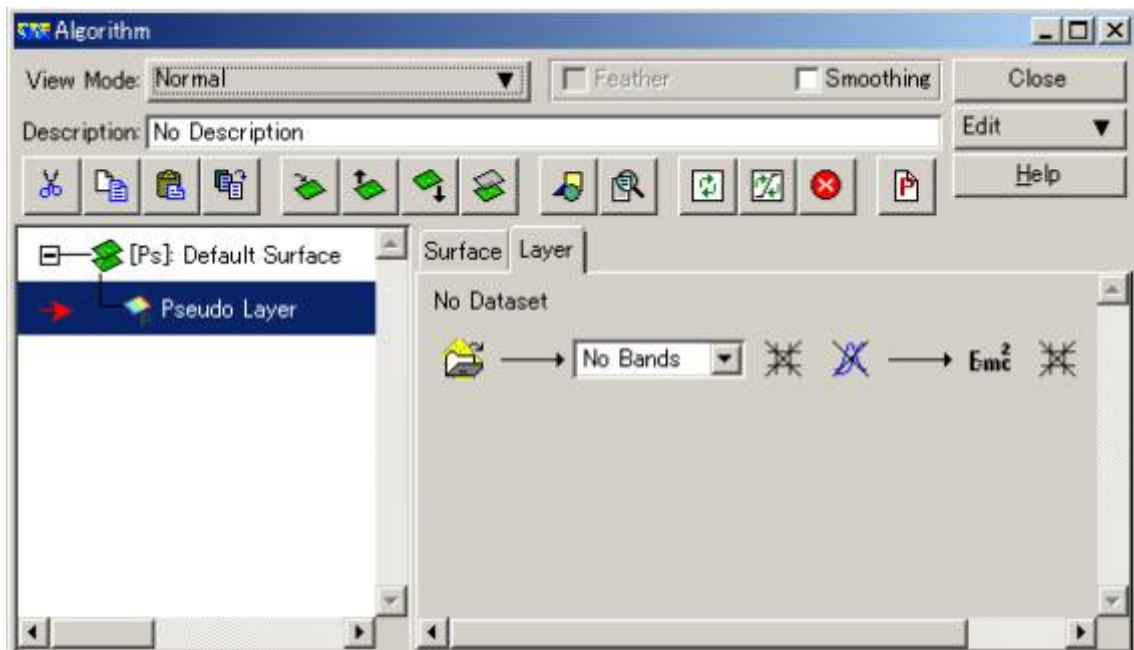 Algorithm
View Mode: Normal
Feather
Smoothing
Close
Description: No Description
Edit
Help
[Ps]: Default Surface
Pseudo Layer
Surface
Layer
No Dataset
No Bands
Emc²